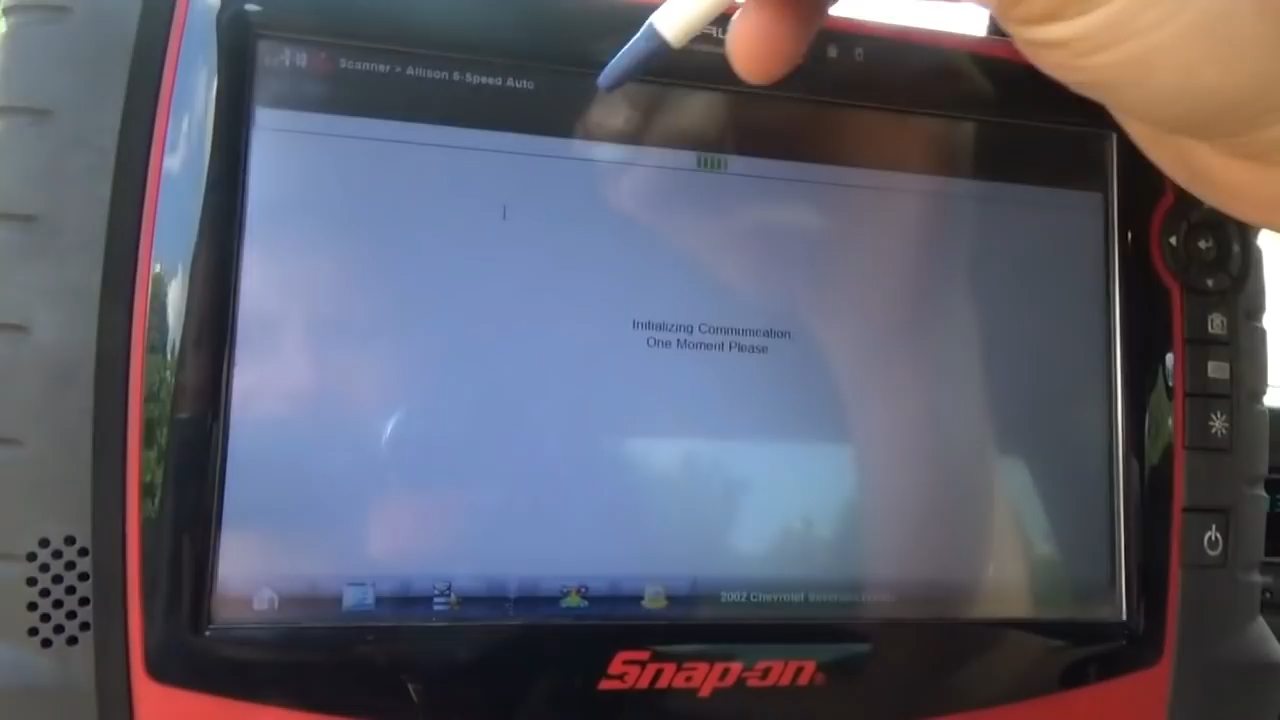 Scanner > Allison 6-Speed Auto
Initializing Communication.
One Moment Please
2002 Chevrolet
Snap-on